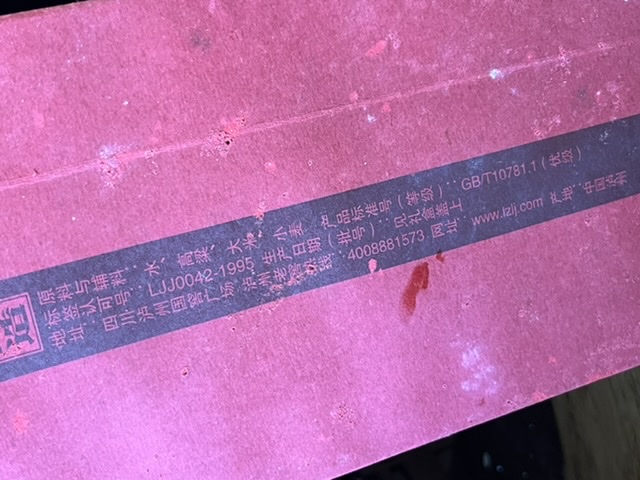 原料与辅料：水、高粱、大米、小麦 产品标准号（等级）：GB/T10781.1（优级）
标签认可号：LJJ0042-1995 生产日期（批号）：见礼盒盖上
地址：四川泸州国窖广场 泸州老窖热线：4008881573 网址：www.lzlj.com 产地：中国泸州